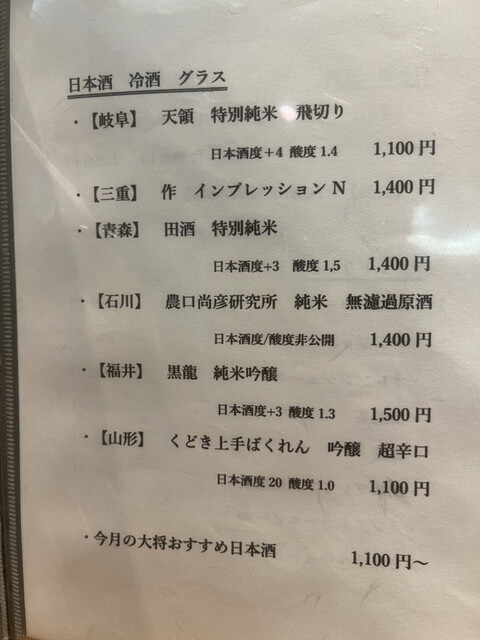 日本酒　冷酒　グラス
・【岐阜】　天領　特別純米　飛切り
日本酒度＋4 酸度 1.4　1,100 円
・【三重】　作　インプレッション N　1,400 円
・【青森】　田酒　特別純米
日本酒度+3　酸度 1,5　1,400 円
・【石川】　農口尚彦研究所　純米　無濾過原酒
日本酒度/酸度非公開　1,400 円
・【福井】　黒龍　純米吟醸
日本酒度+3 酸度 1.3　1,500 円
・【山形】　くどき上手ばくれん　吟醸　超辛口
日本酒度 20 酸度 1.0　1,100 円
・今月の大将おすすめ日本酒　1,100 円～